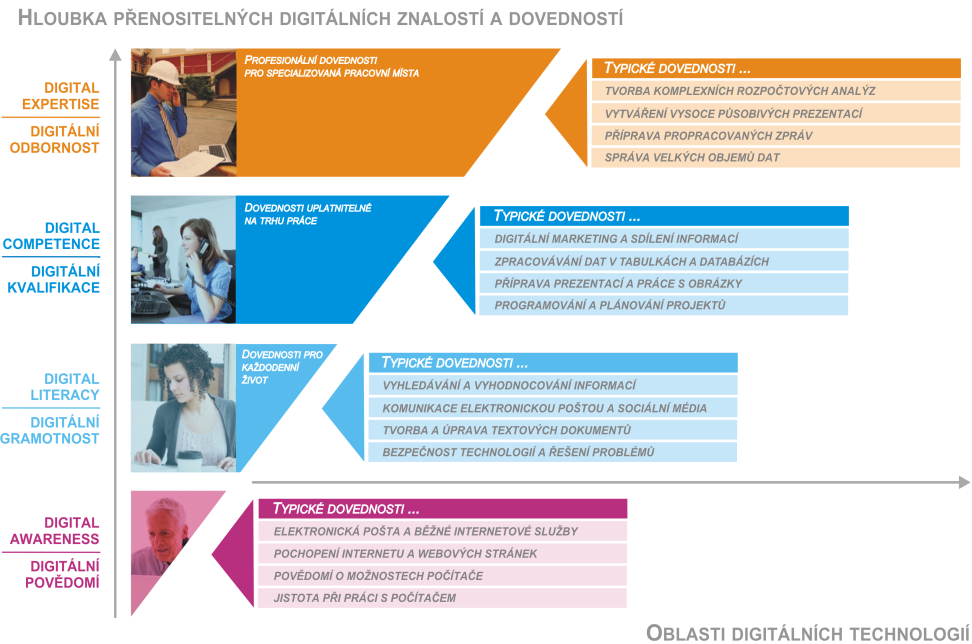 HLOUBKA PŘENOSITELNÝCH DIGITÁLNÍCH ZNALOSTÍ A DOVEDNOSTÍ
DIGITAL
EXPERTISE
DIGITÁLNÍ
ODBORNOST
PROFESIONÁLNÍ DOVEDNOSTI
PRO SPECIALIZOVANÁ PRACOVNÍ MÍSTA
TYPICKÉ DOVEDNOSTI ...
TVORBA KOMPLEXNÍCH ROZPOČTOVÝCH ANALÝZ
VYTVÁŘENÍ VYSOCE PŮSOBIVÝCH PREZENTACÍ
PŘÍPRAVA PROPRACOVANÝCH ZPRÁV
SPRÁVA VELKÝCH OBJEMŮ DAT
DIGITAL
COMPETENCE
DIGITÁLNÍ
KVALIFIKACE
DOVEDNOSTI UPLATNITELNÉ
NA TRHU PRÁCE
TYPICKÉ DOVEDNOSTI ...
DIGITÁLNÍ MARKETING A SDÍLENÍ INFORMACÍ
ZPRACOVÁVÁNÍ DAT V TABULKÁCH A DATABÁZÍCH
PŘÍPRAVA PREZENTACÍ A PRÁCE S OBRÁZKY
PROGRAMOVÁNÍ A PLÁNOVÁNÍ PROJEKTŮ
DIGITAL
LITERACY
DIGITÁLNÍ
GRAMOTNOST
DOVEDNOSTI PRO
KAŽDODENNÍ
ŽIVOT
TYPICKÉ DOVEDNOSTI ...
VYHLEDÁVÁNÍ A VYHODNOCOVÁNÍ INFORMACÍ
KOMUNIKACE ELEKTRONICKOU POŠTOU A SOCIÁLNÍ MÉDIA
TVORBA A ÚPRAVA TEXTOVÝCH DOKUMENTŮ
BEZPEČNOST TECHNOLOGIÍ A ŘEŠENÍ PROBLÉMŮ
DIGITAL
AWARENESS
DIGITÁLNÍ
POVĚDOMÍ
TYPICKÉ DOVEDNOSTI ...
ELEKTRONICKÁ POŠTA A BĚŽNÉ INTERNETOVÉ SLUŽBY
POCHOPENÍ INTERNETU A WEBOVÝCH STRÁNEK
POVĚDOMÍ O MOŽNOSTECH POČÍTAČE
JISTOTA PŘI PRÁCI S POČÍTAČEM
OBLASTI DIGITÁLNÍCH TECHNOLOGIÍ